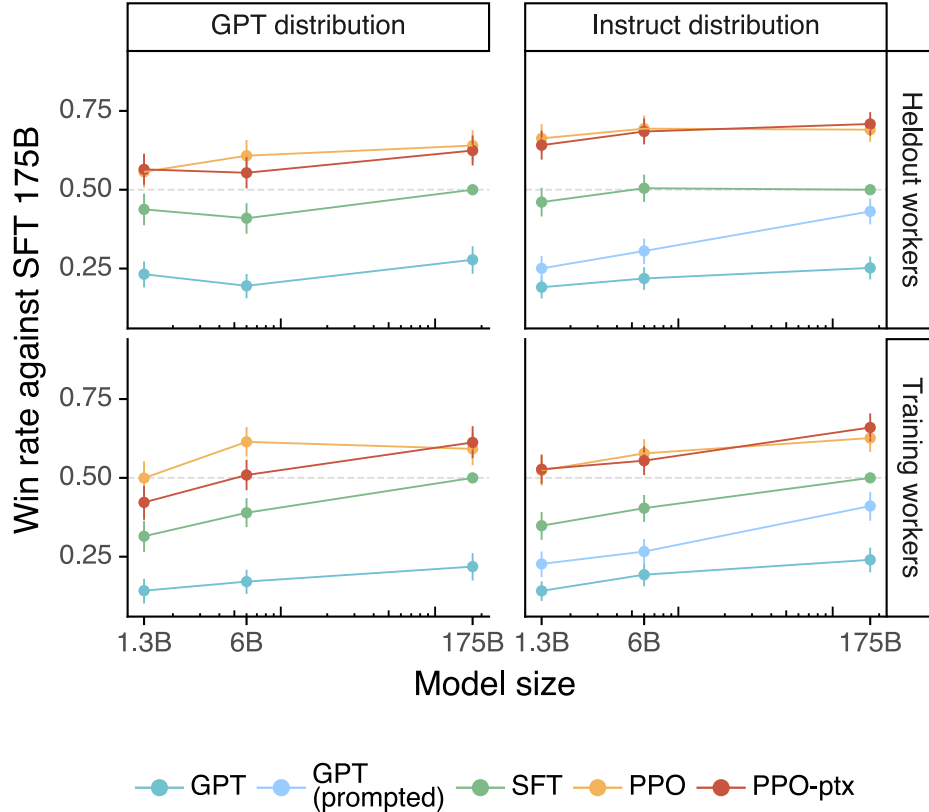 GPT distribution
Instruct distribution
Win rate against SFT 175B
0.75
0.50
0.25
Heldout workers
0.75
0.50
0.25
Training workers
1.3B
6B
175B
1.3B
6B
175B
Model size
GPT
GPT
(prompted)
SFT
PPO
PPO-ptx